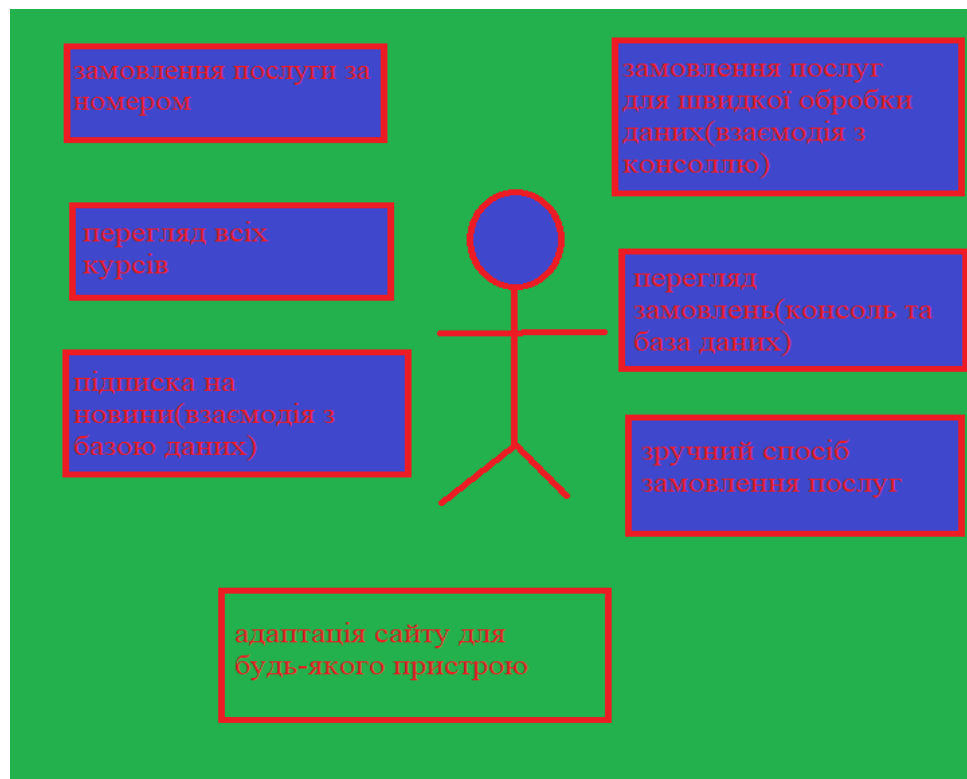 замовлення послуги за
номером
перегляд всіх
курсів
підписка на
новини(взаємодія з
базою даних)
замовлення послуг
для швидкої обробки
даних(взаємодія з
консоллю)
перегляд
замовлень(консоль та
база даних)
зручний спосіб
замовлення послуг
адаптація сайту для
будь-якого пристрою